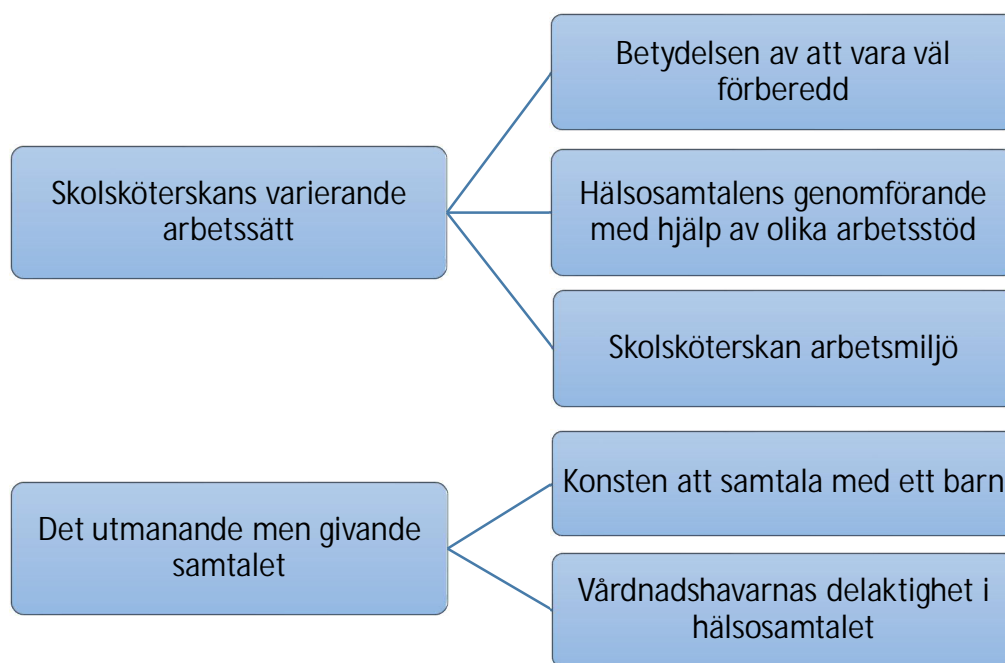 Skolsköterskans varierande
arbetssätt
Betydelsen av att vara väl
förberedd
Hälsosamtalens genomförande
med hjälp av olika arbetsstöd
Skolsköterskan arbetsmiljö
Det utmanande men givande
samtalet
Konsten att samtala med ett barn
Vårdnadshavarnas delaktighet i
hälsosamtalet